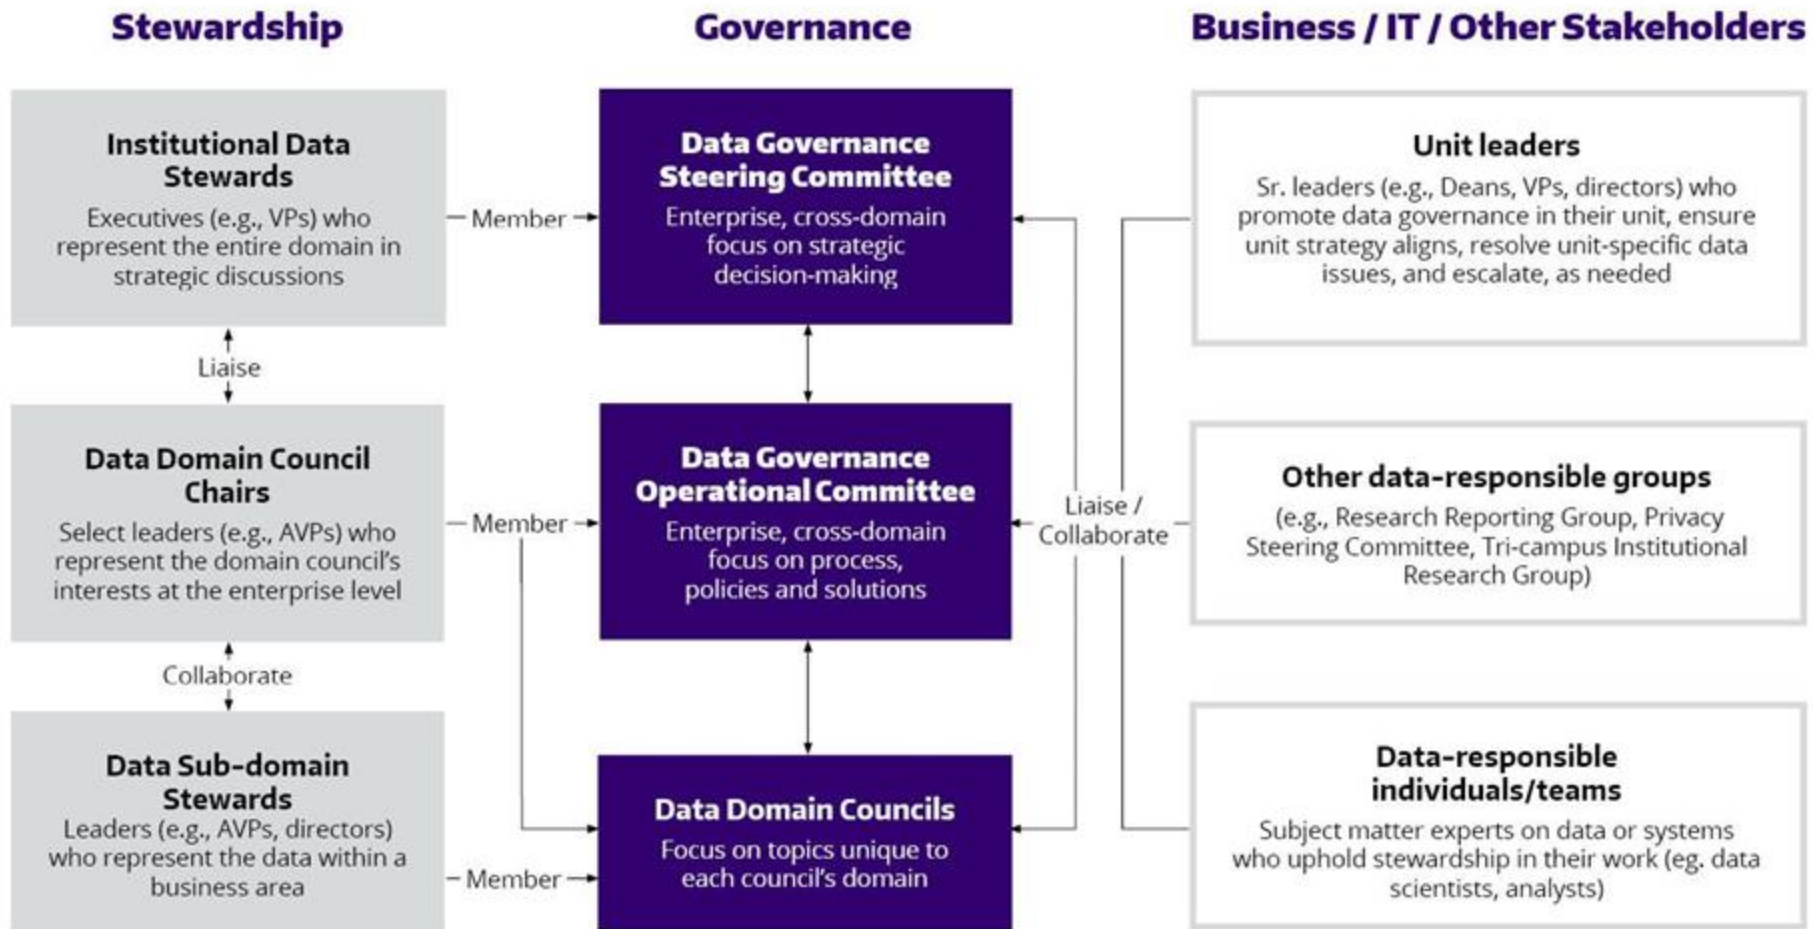 Stewardship
Governance
Business / IT / Other Stakeholders
Institutional Data
Stewards
Executives (e.g., VPs) who
represent the entire domain in
strategic discussions
Member
Data Governance
Steering Committee
Enterprise, cross-domain
focus on strategic
decision-making
Unit leaders
Sr. leaders (e.g., Deans, VPs, directors) who
promote data governance in their unit, ensure
unit strategy aligns, resolve unit-specific data
issues, and escalate, as needed
Liaise
Data Domain Council
Chairs
Select leaders (e.g., AVPs) who
represent the domain council's
interests at the enterprise level
Member
Data Governance
Operational Committee
Enterprise, cross-domain
focus on process,
policies and solutions
Liaise /
Collaborate
Other data-responsible groups
(e.g., Research Reporting Group, Privacy
Steering Committee, Tri-campus Institutional
Research Group)
Collaborate
Data Sub-domain
Stewards
Leaders (e.g., AVPs, directors)
who represent the data within a
business area
Member
Data Domain Councils
Focus on topics unique to
each council's domain
Data-responsible
individuals/teams
Subject matter experts on data or systems
who uphold stewardship in their work (eg. data
scientists, analysts)